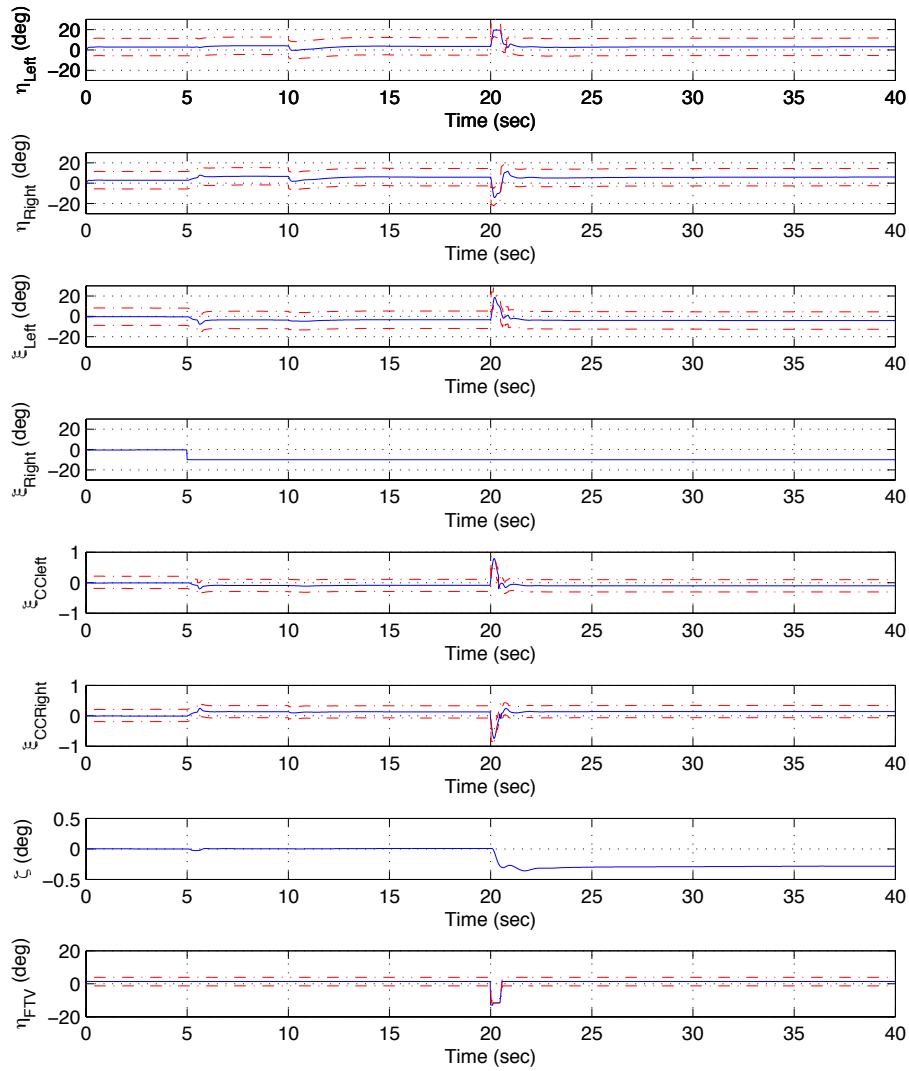 η_Left (deg)
20
0
−20
0 5 10 15 20 25 30 35 40
Time (sec)
η_Right (deg)
20
0
−20
0 5 10 15 20 25 30 35 40
Time (sec)
ξ_Left (deg)
20
0
−20
0 5 10 15 20 25 30 35 40
Time (sec)
ξ_Right (deg)
20
0
−20
0 5 10 15 20 25 30 35 40
Time (sec)
ξ_CCleft
1
0
−1
0 5 10 15 20 25 30 35 40
Time (sec)
ξ_CCRight
1
0
−1
0 5 10 15 20 25 30 35 40
Time (sec)
ζ (deg)
0.5
0
−0.5
0 5 10 15 20 25 30 35 40
Time (sec)
η_FTV (deg)
20
0
−20
0 5 10 15 20 25 30 35 40
Time (sec)